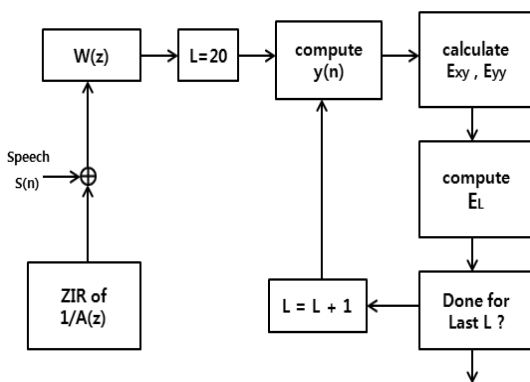 W(z)
L=20
compute
y(n)
calculate
Exy , Eyy
Speech
S(n)
compute
EL
ZIR of
1/A(z)
L = L + 1
Done for
Last L ?